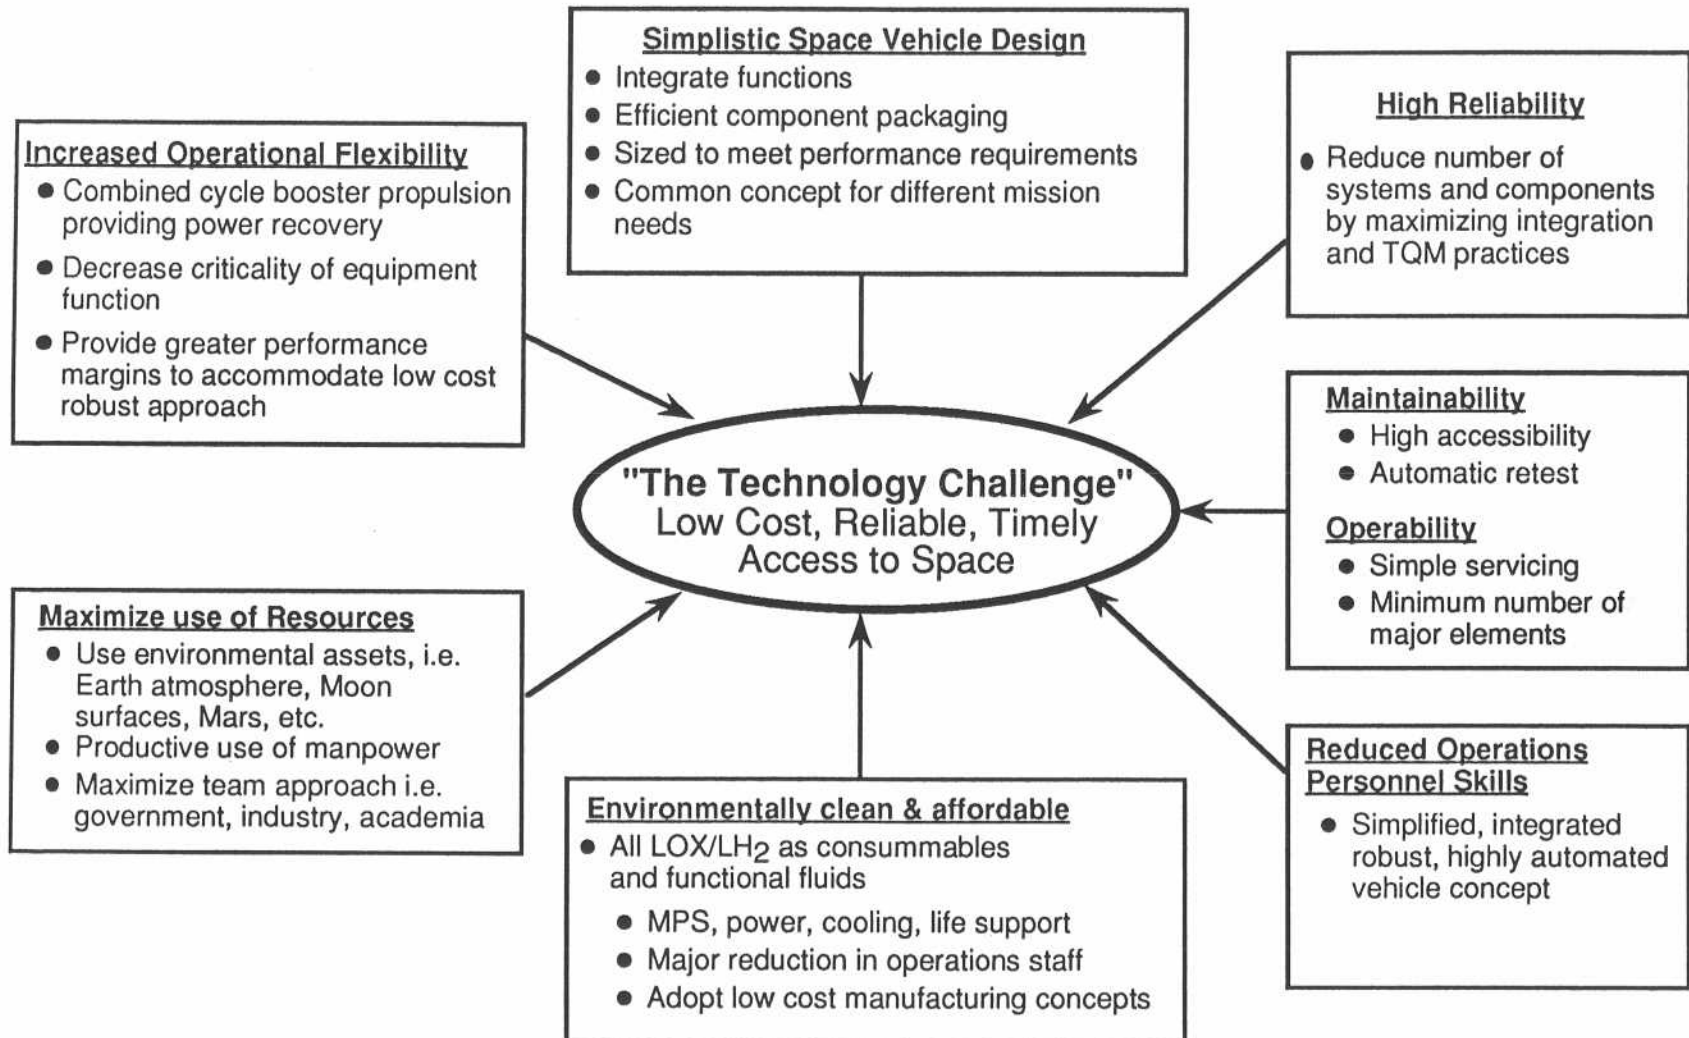 Simplistic Space Vehicle Design
● Integrate functions
● Efficient component packaging
● Sized to meet performance requirements
● Common concept for different mission
needs
Increased Operational Flexibility
● Combined cycle booster propulsion
providing power recovery
● Decrease criticality of equipment
function
● Provide greater performance
margins to accommodate low cost
robust approach
High Reliability
● Reduce number of
systems and components
by maximizing integration
and TQM practices
"The Technology Challenge"
Low Cost, Reliable, Timely
Access to Space
Maintainability
● High accessibility
● Automatic retest
Operability
● Simple servicing
● Minimum number of
major elements
Maximize use of Resources
● Use environmental assets, i.e.
Earth atmosphere, Moon
surfaces, Mars, etc.
● Productive use of manpower
● Maximize team approach i.e.
government, industry, academia
Environmentally clean & affordable
● All LOX/LH2 as consummables
and functional fluids
● MPS, power, cooling, life support
● Major reduction in operations staff
● Adopt low cost manufacturing concepts
Reduced Operations
Personnel Skills
● Simplified, integrated
robust, highly automated
vehicle concept